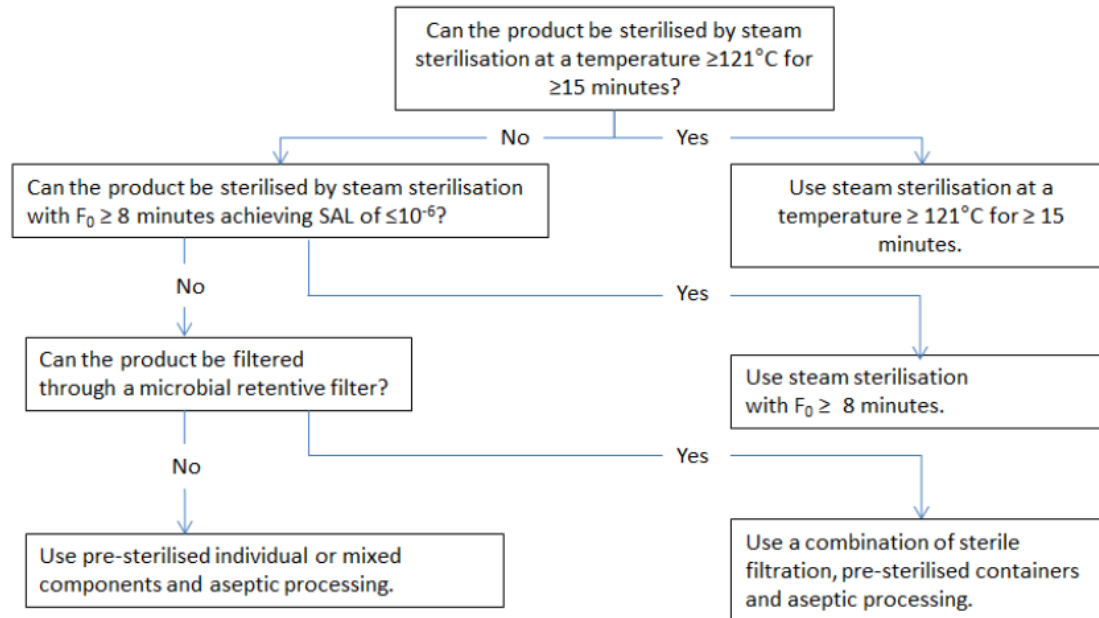 Can the product be sterilised by steam
sterilisation at a temperature ≥121°C for
≥15 minutes?
No
Yes
Can the product be sterilised by steam sterilisation
with F₀ ≥ 8 minutes achieving SAL of ≤10⁻⁶?
Use steam sterilisation at a
temperature ≥ 121°C for ≥ 15
minutes.
No
Yes
Can the product be filtered
through a microbial retentive filter?
Use steam sterilisation
with F₀ ≥ 8 minutes.
No
Yes
Use pre-sterilised individual or mixed
components and aseptic processing.
Use a combination of sterile
filtration, pre-sterilised containers
and aseptic processing.